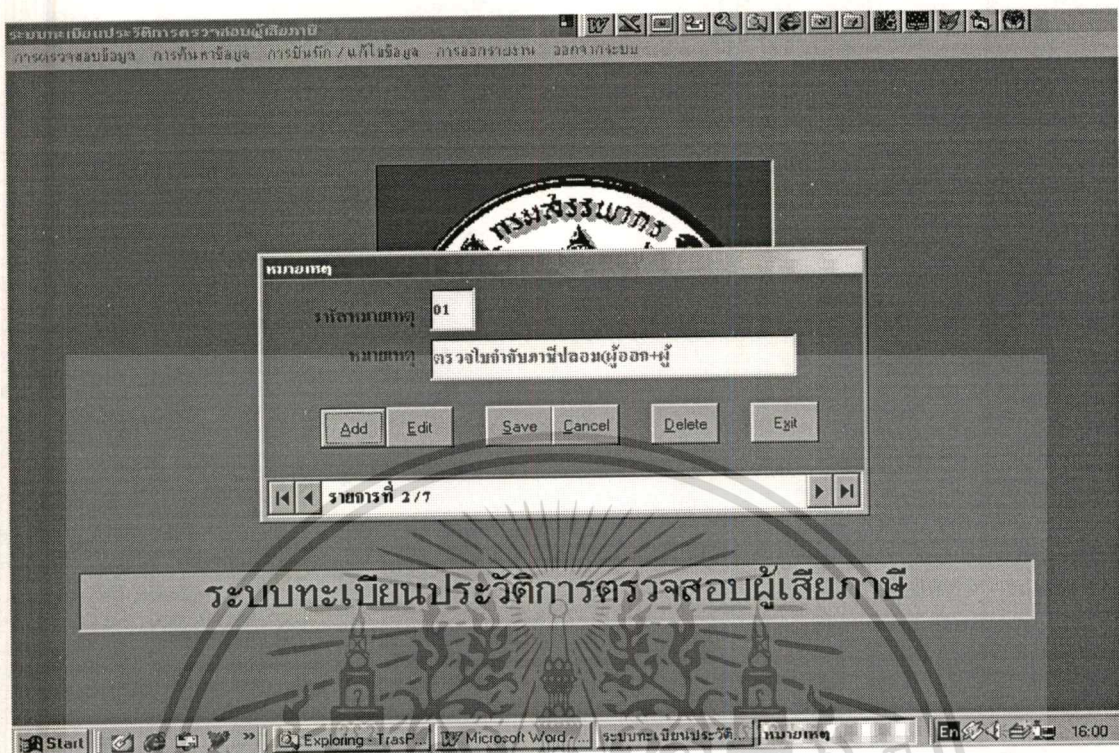 ระบบทะเบียนประวัติการตรวจสอบผู้เสียภาษี
การตรวจสอบข้อมูล การค้นหาข้อมูล การบันทึก / แก้ไขข้อมูล การออกรายงาน ออกจากระบบ
กรมสรรพากร
หมายเหตุ
รหัสหมายเหตุ 01
หมายเหตุ ตรวจใบกำกับภาษีปลอม(ผู้ออก+ผู้
Add Edit Save Cancel Delete Exit
รายการที่ 2/7
ระบบทะเบียนประวัติการตรวจสอบผู้เสียภาษี
Start » Exploring - TrasP... Microsoft Word - ... ระบบทะเบียนประวัติ... หมายเหตุ En 16:00